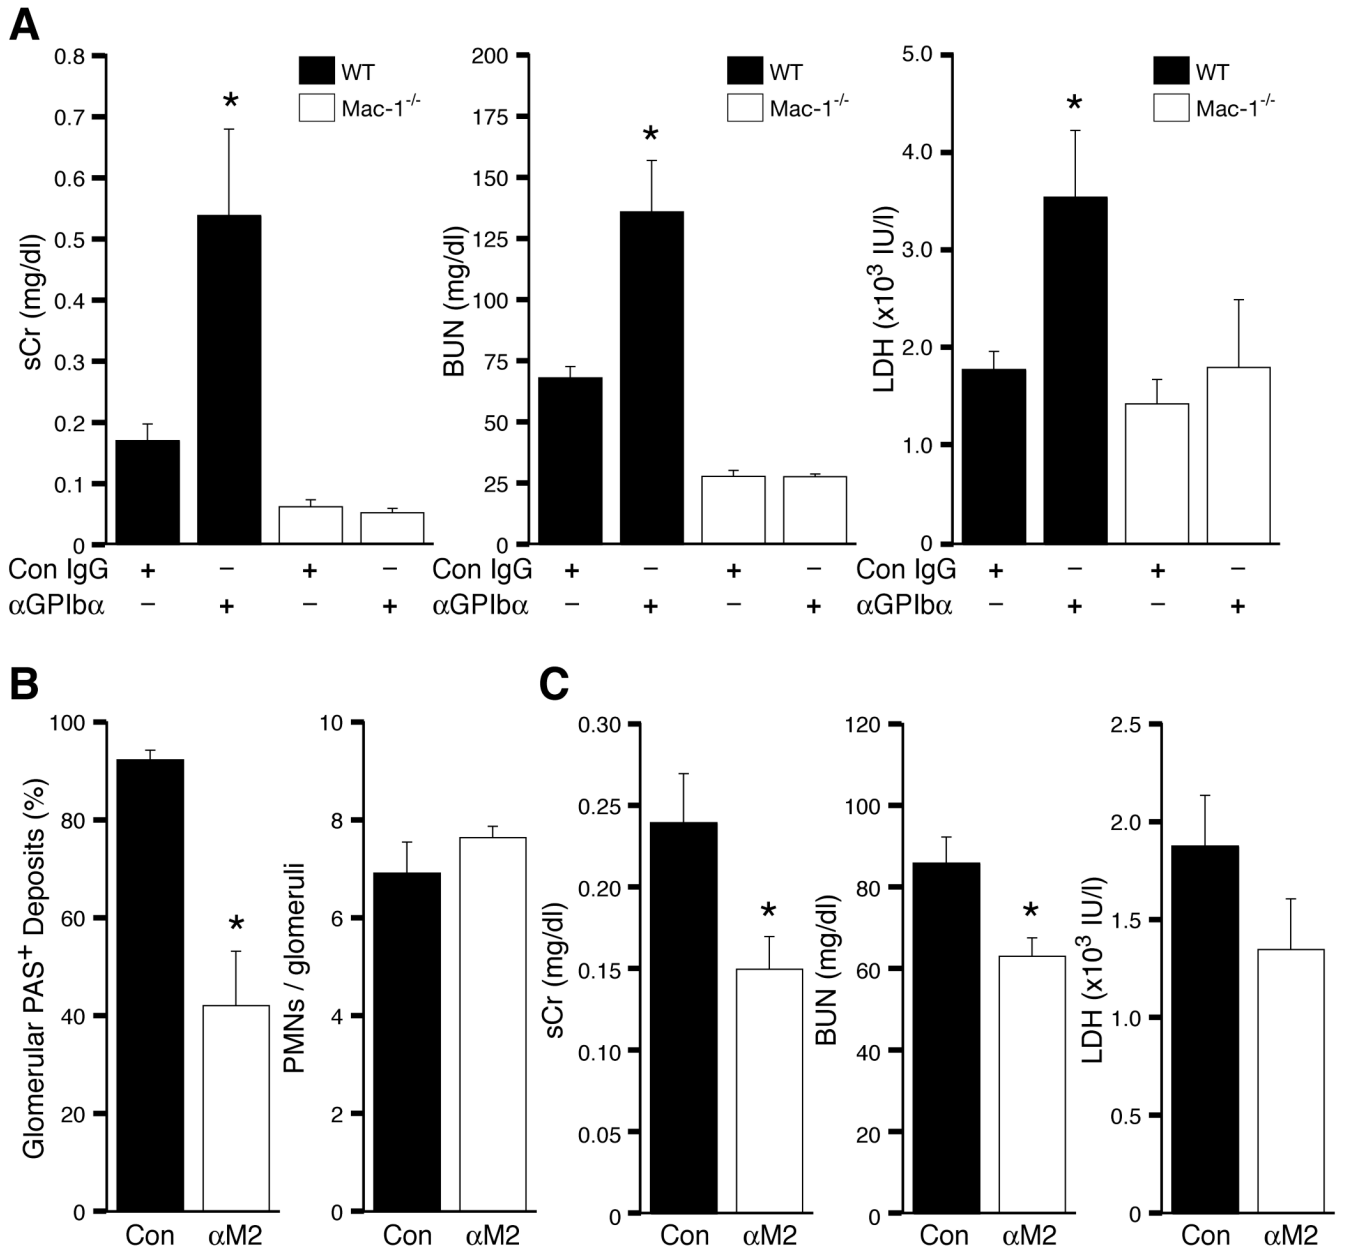 A
sCr (mg/dl)
0.8
0.7
0.6
0.5
0.4
0.3
0.2
0.1
0
*
WT
Mac-1-/-
BUN (mg/dl)
200
175
150
125
100
75
50
25
0
*
WT
Mac-1-/-
LDH (x10³ IU/l)
5.0
4.0
3.0
2.0
1.0
0
*
WT
Mac-1-/-
Con IgG + − + −
αGPIbα − + − +
Con IgG + − + −
αGPIbα − + − +
Con IgG + − + −
αGPIbα − + − +
B
Glomerular PAS+ Deposits (%)
100
80
60
40
20
0
*
Con αM2
PMNs / glomeruli
10
8
6
4
2
0
Con αM2
C
sCr (mg/dl)
0.30
0.25
0.20
0.15
0.10
0.05
0
*
Con αM2
BUN (mg/dl)
120
100
80
60
40
20
0
*
Con αM2
LDH (x10³ IU/l)
2.5
2.0
1.5
1.0
0.5
0
Con αM2